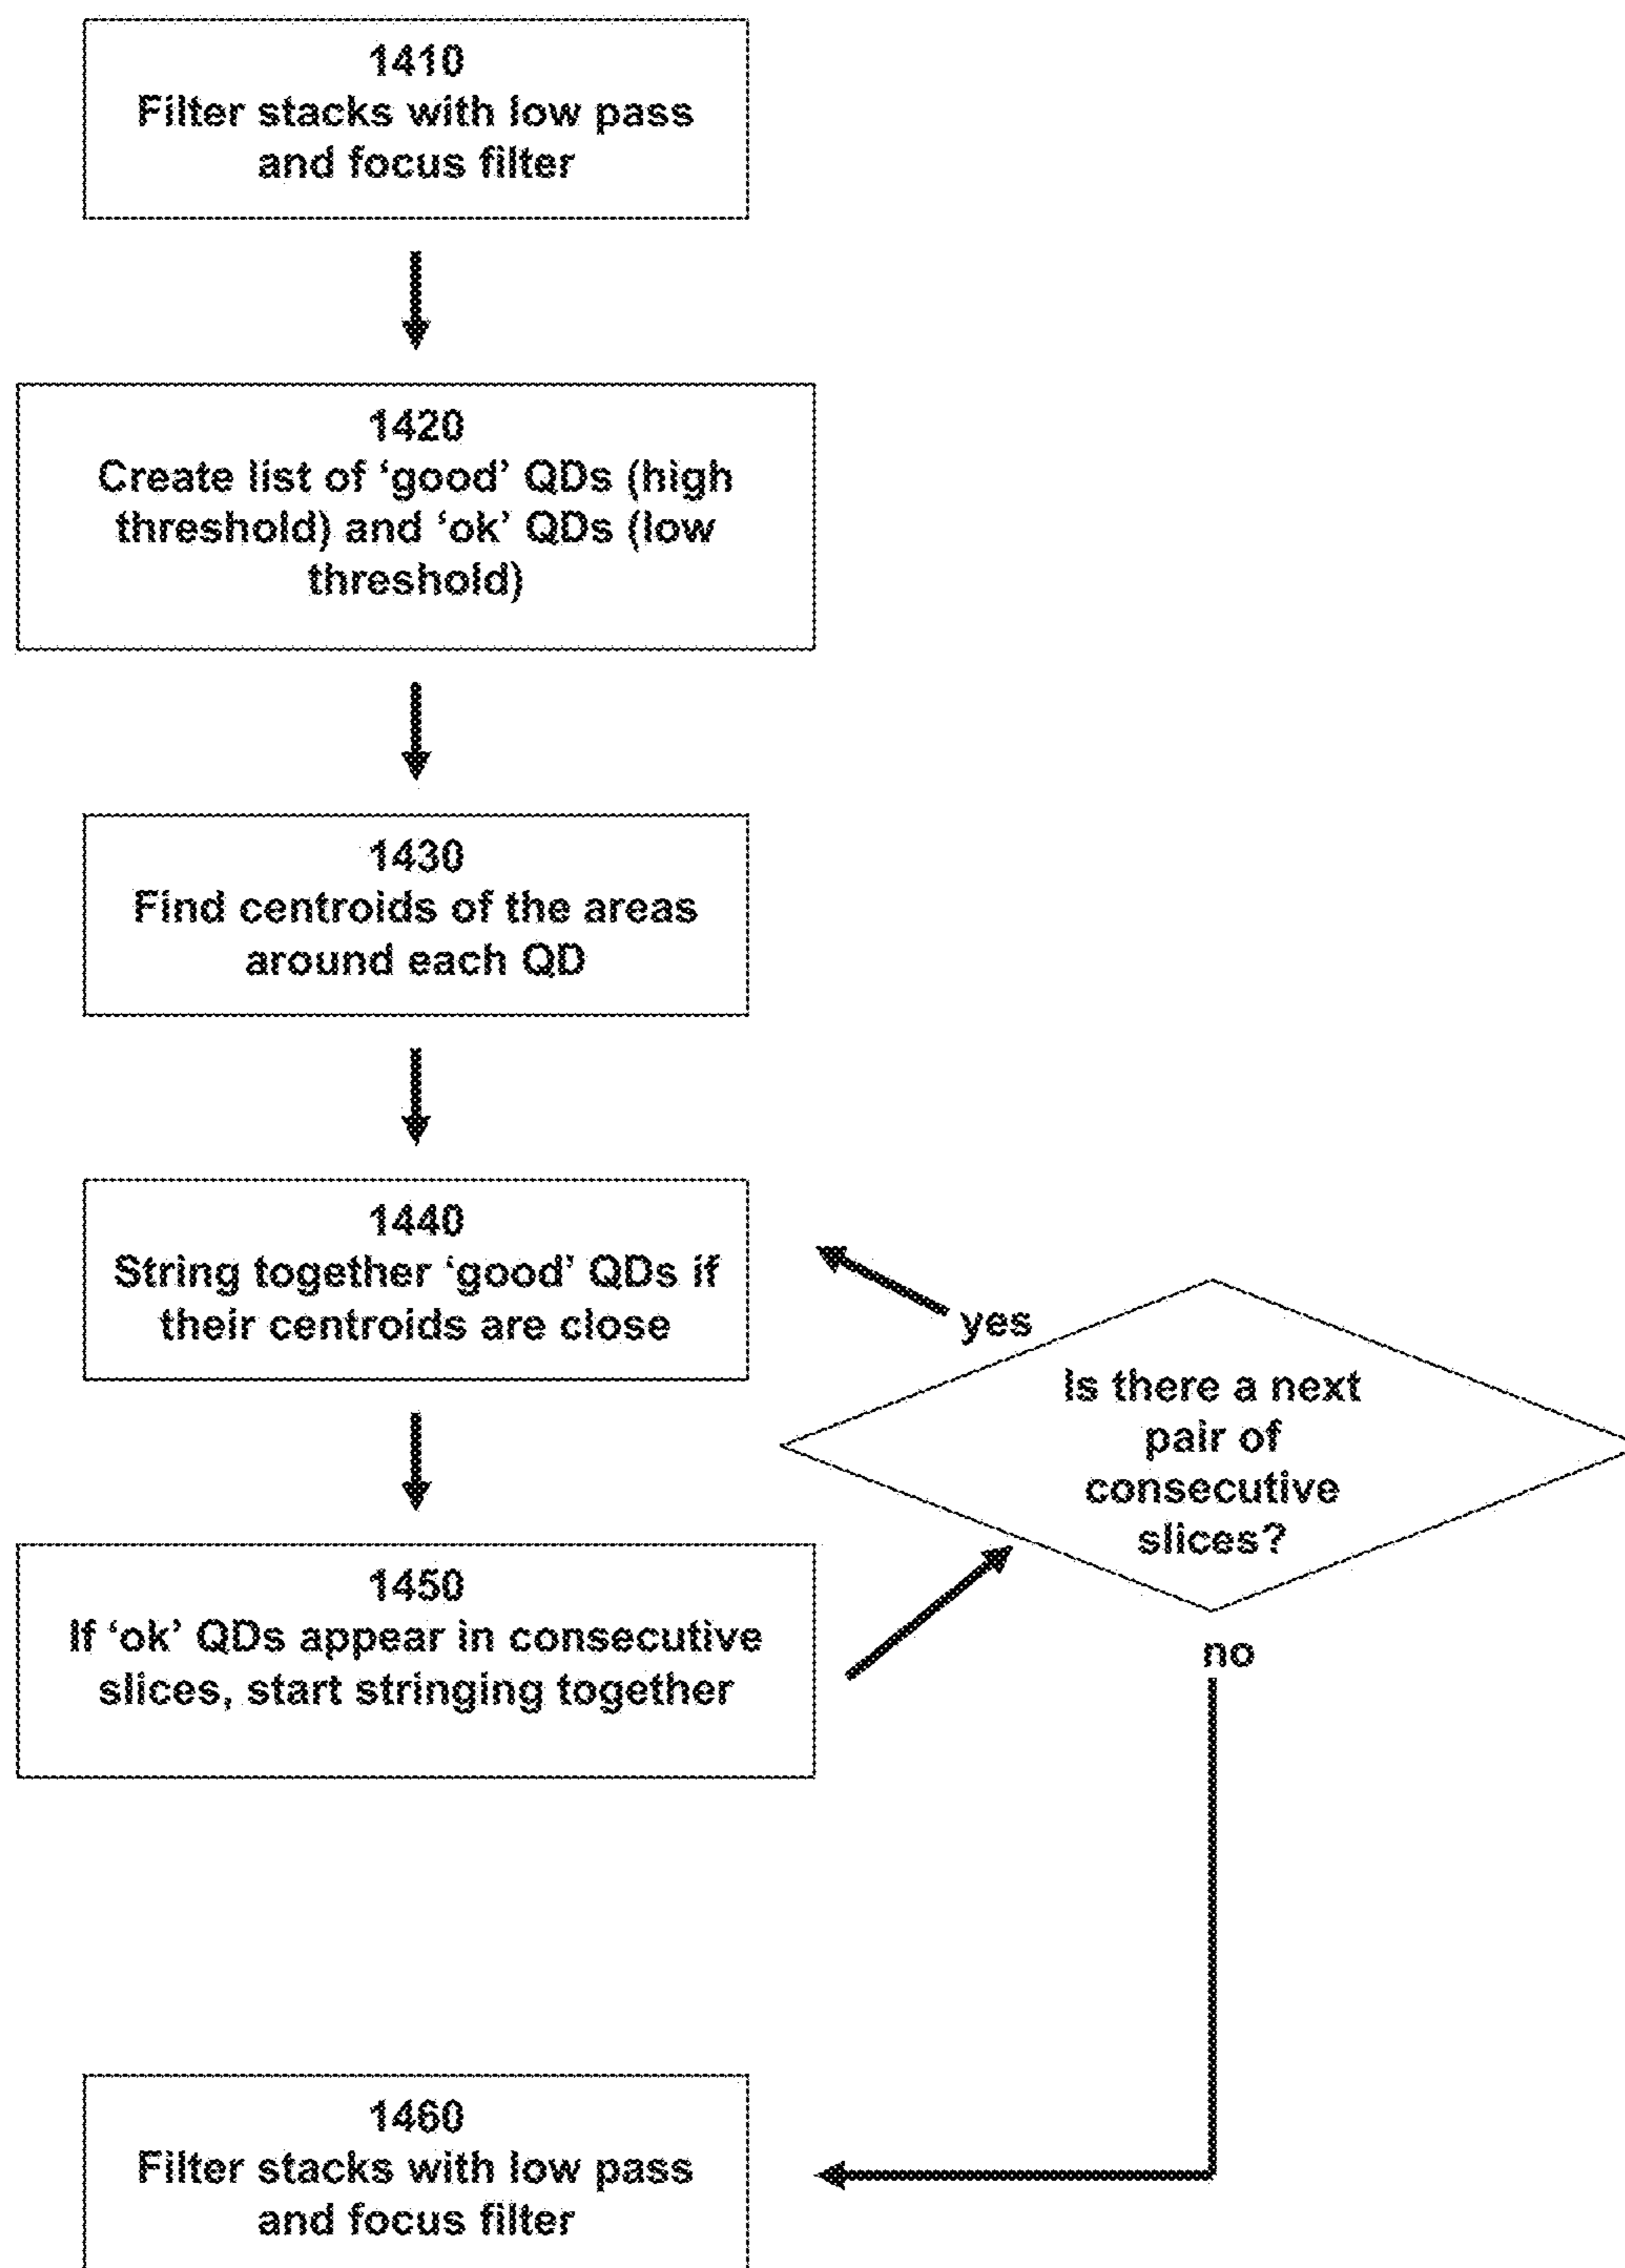 1410
Filter stacks with low pass
and focus filter
1420
Create list of ‘good’ QDs (high
threshold) and ‘ok’ QDs (low
threshold)
1430
Find centroids of the areas
around each QD
1440
String together ‘good’ QDs if
their centroids are close
yes
Is there a next
pair of
consecutive
slices?
1450
If ‘ok’ QDs appear in consecutive
slices, start stringing together
no
1460
Filter stacks with low pass
and focus filter